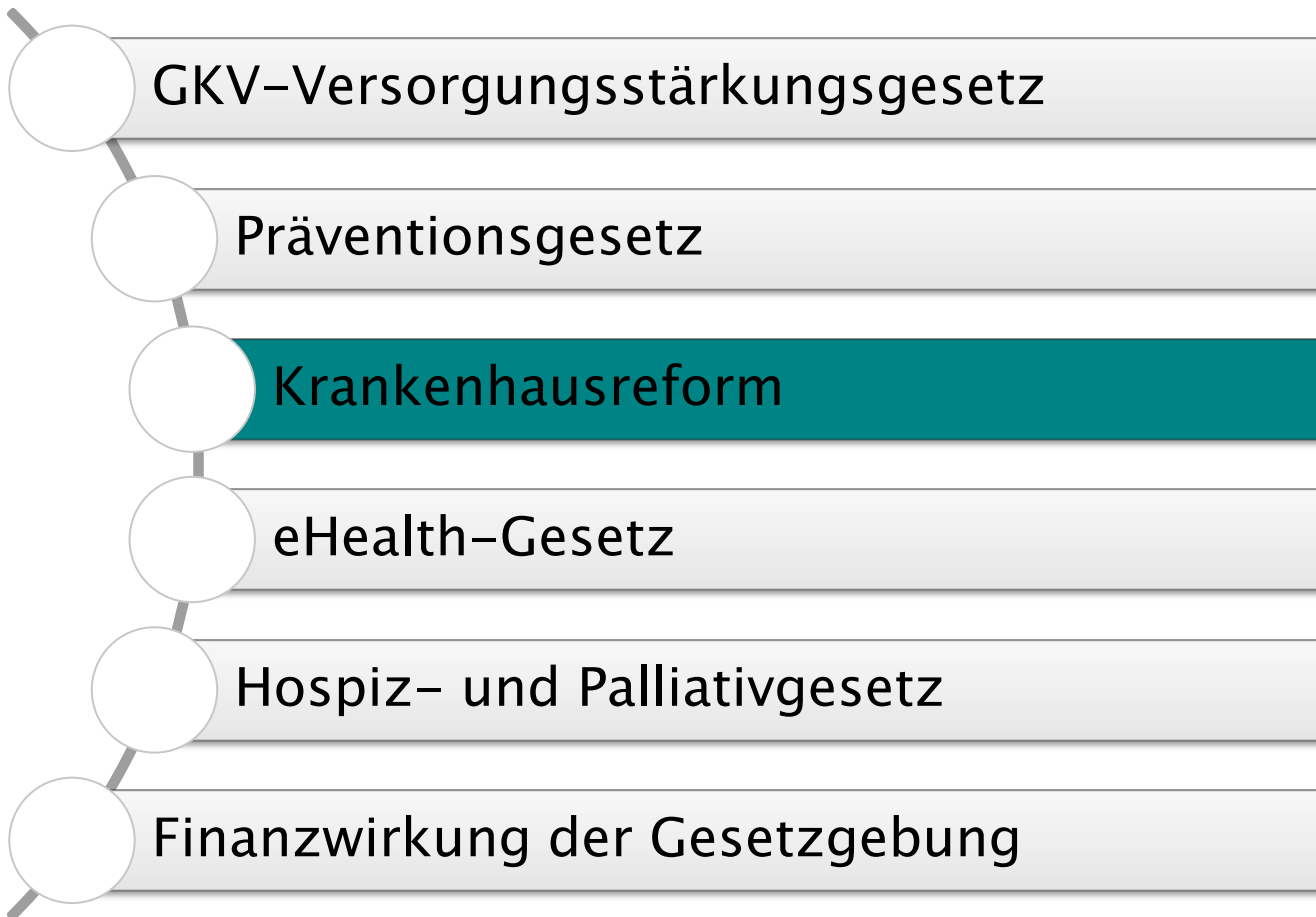 GKV-Versorgungsstärkungsgesetz
Präventionsgesetz
Krankenhausreform
eHealth-Gesetz
Hospiz- und Palliativgesetz
Finanzwirkung der Gesetzgebung